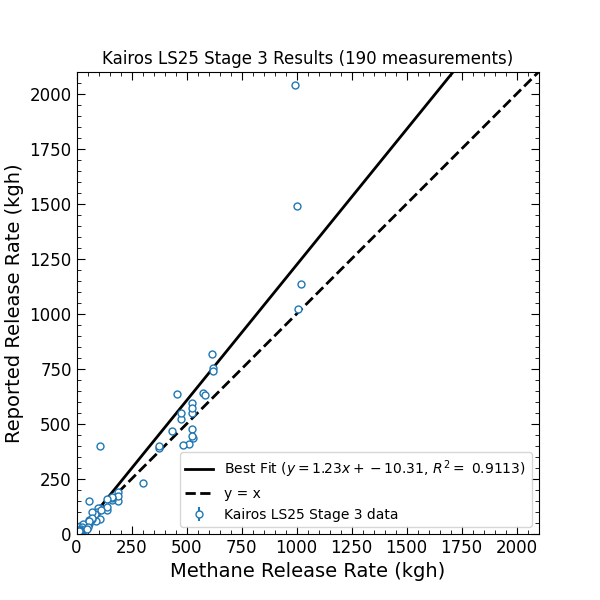 Kairos LS25 Stage 3 Results (190 measurements)
Reported Release Rate (kgh)
2000
1750
1500
1250
1000
750
500
250
0
Best Fit (y = 1.23x + −10.31, R² = 0.9113)
y = x
Kairos LS25 Stage 3 data
0 250 500 750 1000 1250 1500 1750 2000
Methane Release Rate (kgh)